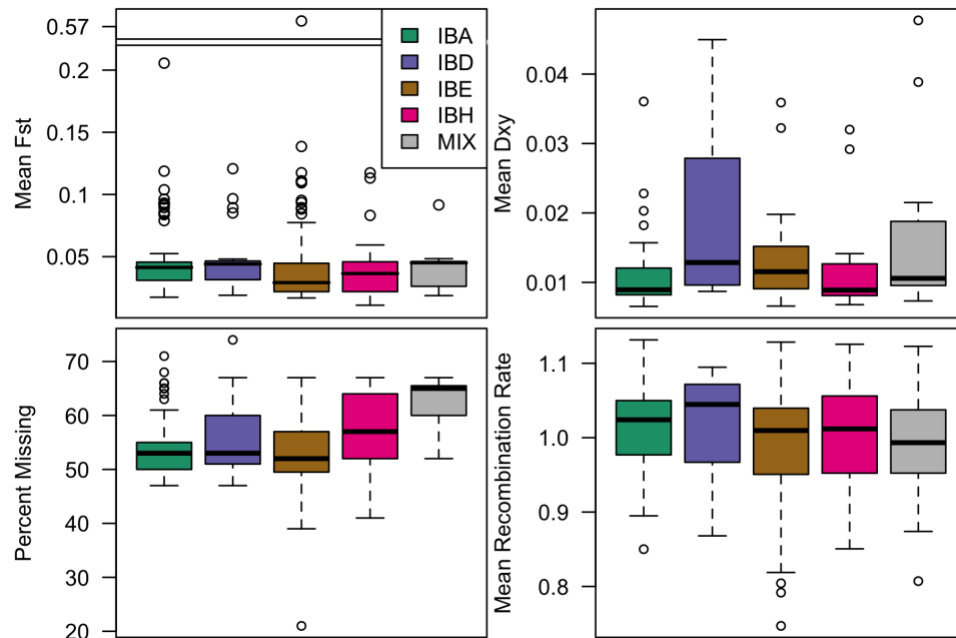 Mean Fst
0.57
0.2
0.15
0.1
0.05
IBA
IBD
IBE
IBH
MIX
Mean Dxy
0.04
0.03
0.02
0.01
Percent Missing
70
60
50
40
30
20
Mean Recombination Rate
1.1
1.0
0.9
0.8